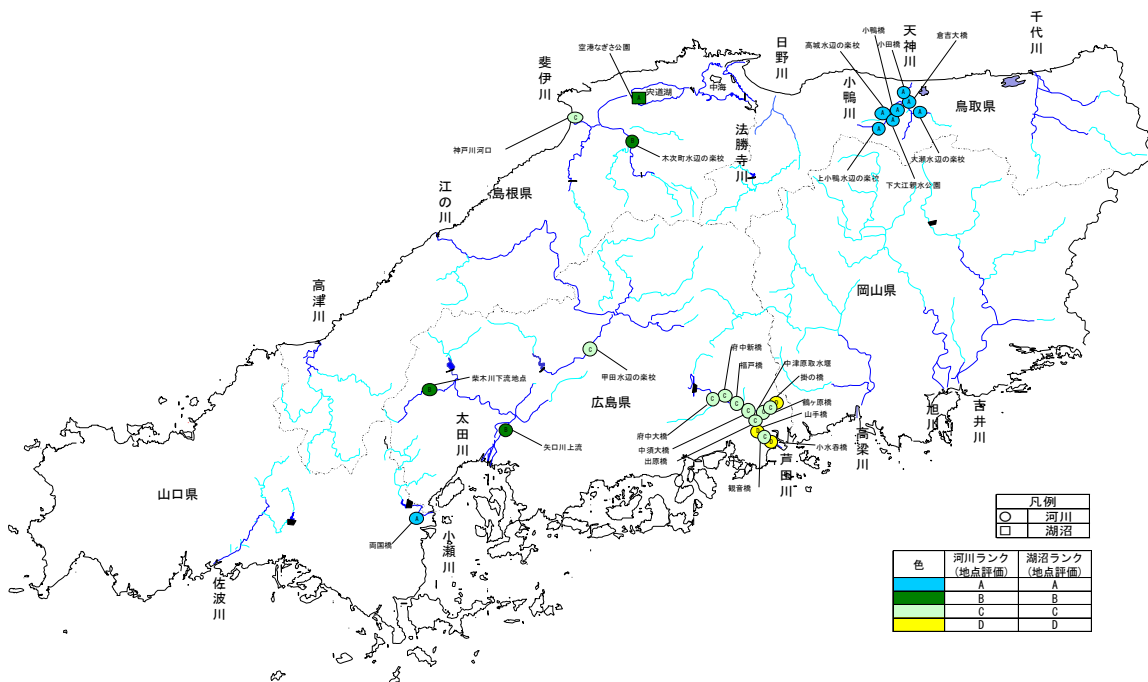 千代川
天神川
倉吉大橋
小鴨橋
小田橋
高城水辺の楽校
日野川
小鴨川
空港なぎさ公園
斐伊川
宍道湖
中海
鳥取県
神戸川河口
木次町水辺の楽校
法勝寺川
大瀬水辺の楽校
上小鴨水辺の楽校
下大江親水公園
江の川
島根県
高津川
岡山県
府中新橋
福戸橋
中津原取水堰
掛の橋
柴木川下流地点
甲田水辺の楽校
広島県
鶴ヶ原橋
山手橋
太田川
矢口川上流
府中大橋
中須大橋
出原橋
小水呑橋
芦田川
観音橋
高梁川
旭川
吉井川
山口県
両国橋
小瀬川
佐波川
凡例
河川
湖沼
色 河川ランク(地点評価) 湖沼ランク(地点評価)
A A
B B
C C
D D